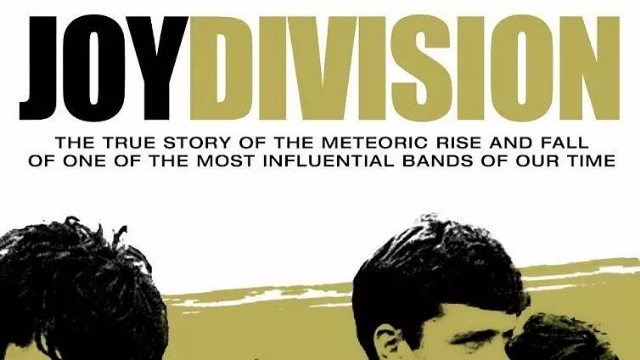 JOYDIVISION
THE TRUE STORY OF THE METEORIC RISE AND FALL
OF ONE OF THE MOST INFLUENTIAL BANDS OF OUR TIME